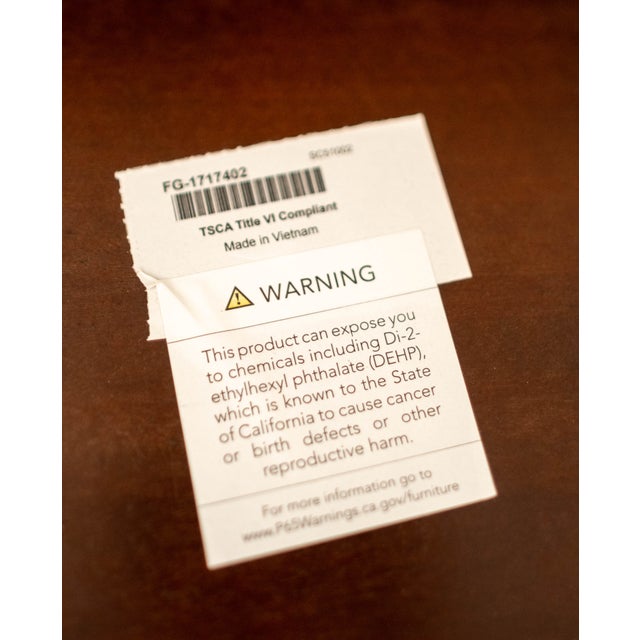 SC51002
FG-1717402
TSCA Title VI Compliant
Made in Vietnam
WARNING
This product can expose you
to chemicals including Di-2-
ethylhexyl phthalate (DEHP),
which is known to the State
of California to cause cancer
or birth defects or other
reproductive harm.
For more information go to
www.P65Warnings.ca.gov/furniture